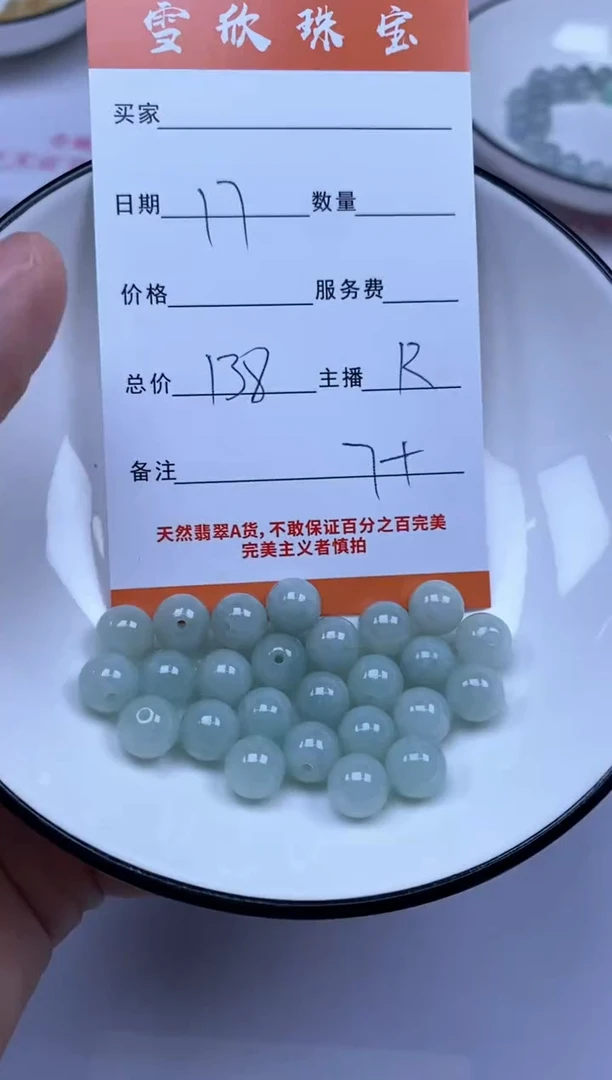 雪欣珠宝
买家
日期 17 数量
价格 服务费
总价 138 主播 R
备注 7+
天然翡翠A货,不敢保证百分之百完美
完美主义者慎拍